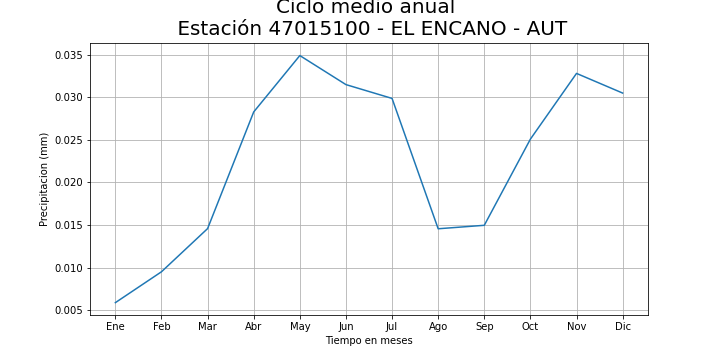 Ciclo medio anual
Estación 47015100 - EL ENCANO - AUT
0.035
0.030
0.025
0.020
0.015
0.010
0.005
Precipitacion (mm)
Ene Feb Mar Abr May Jun Jul Ago Sep Oct Nov Dic
Tiempo en meses